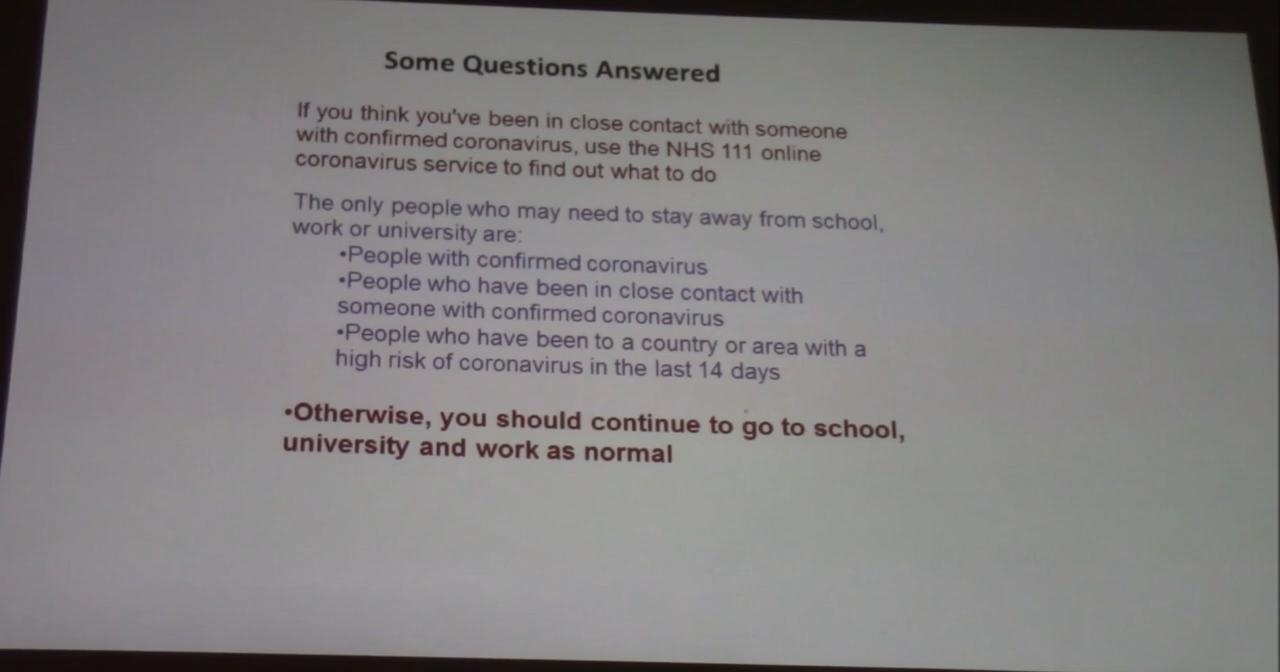 Some Questions Answered
If you think you've been in close contact with someone
with confirmed coronavirus, use the NHS 111 online
coronavirus service to find out what to do
The only people who may need to stay away from school,
work or university are:
•People with confirmed coronavirus
•People who have been in close contact with
someone with confirmed coronavirus
•People who have been to a country or area with a
high risk of coronavirus in the last 14 days
•Otherwise, you should continue to go to school,
university and work as normal